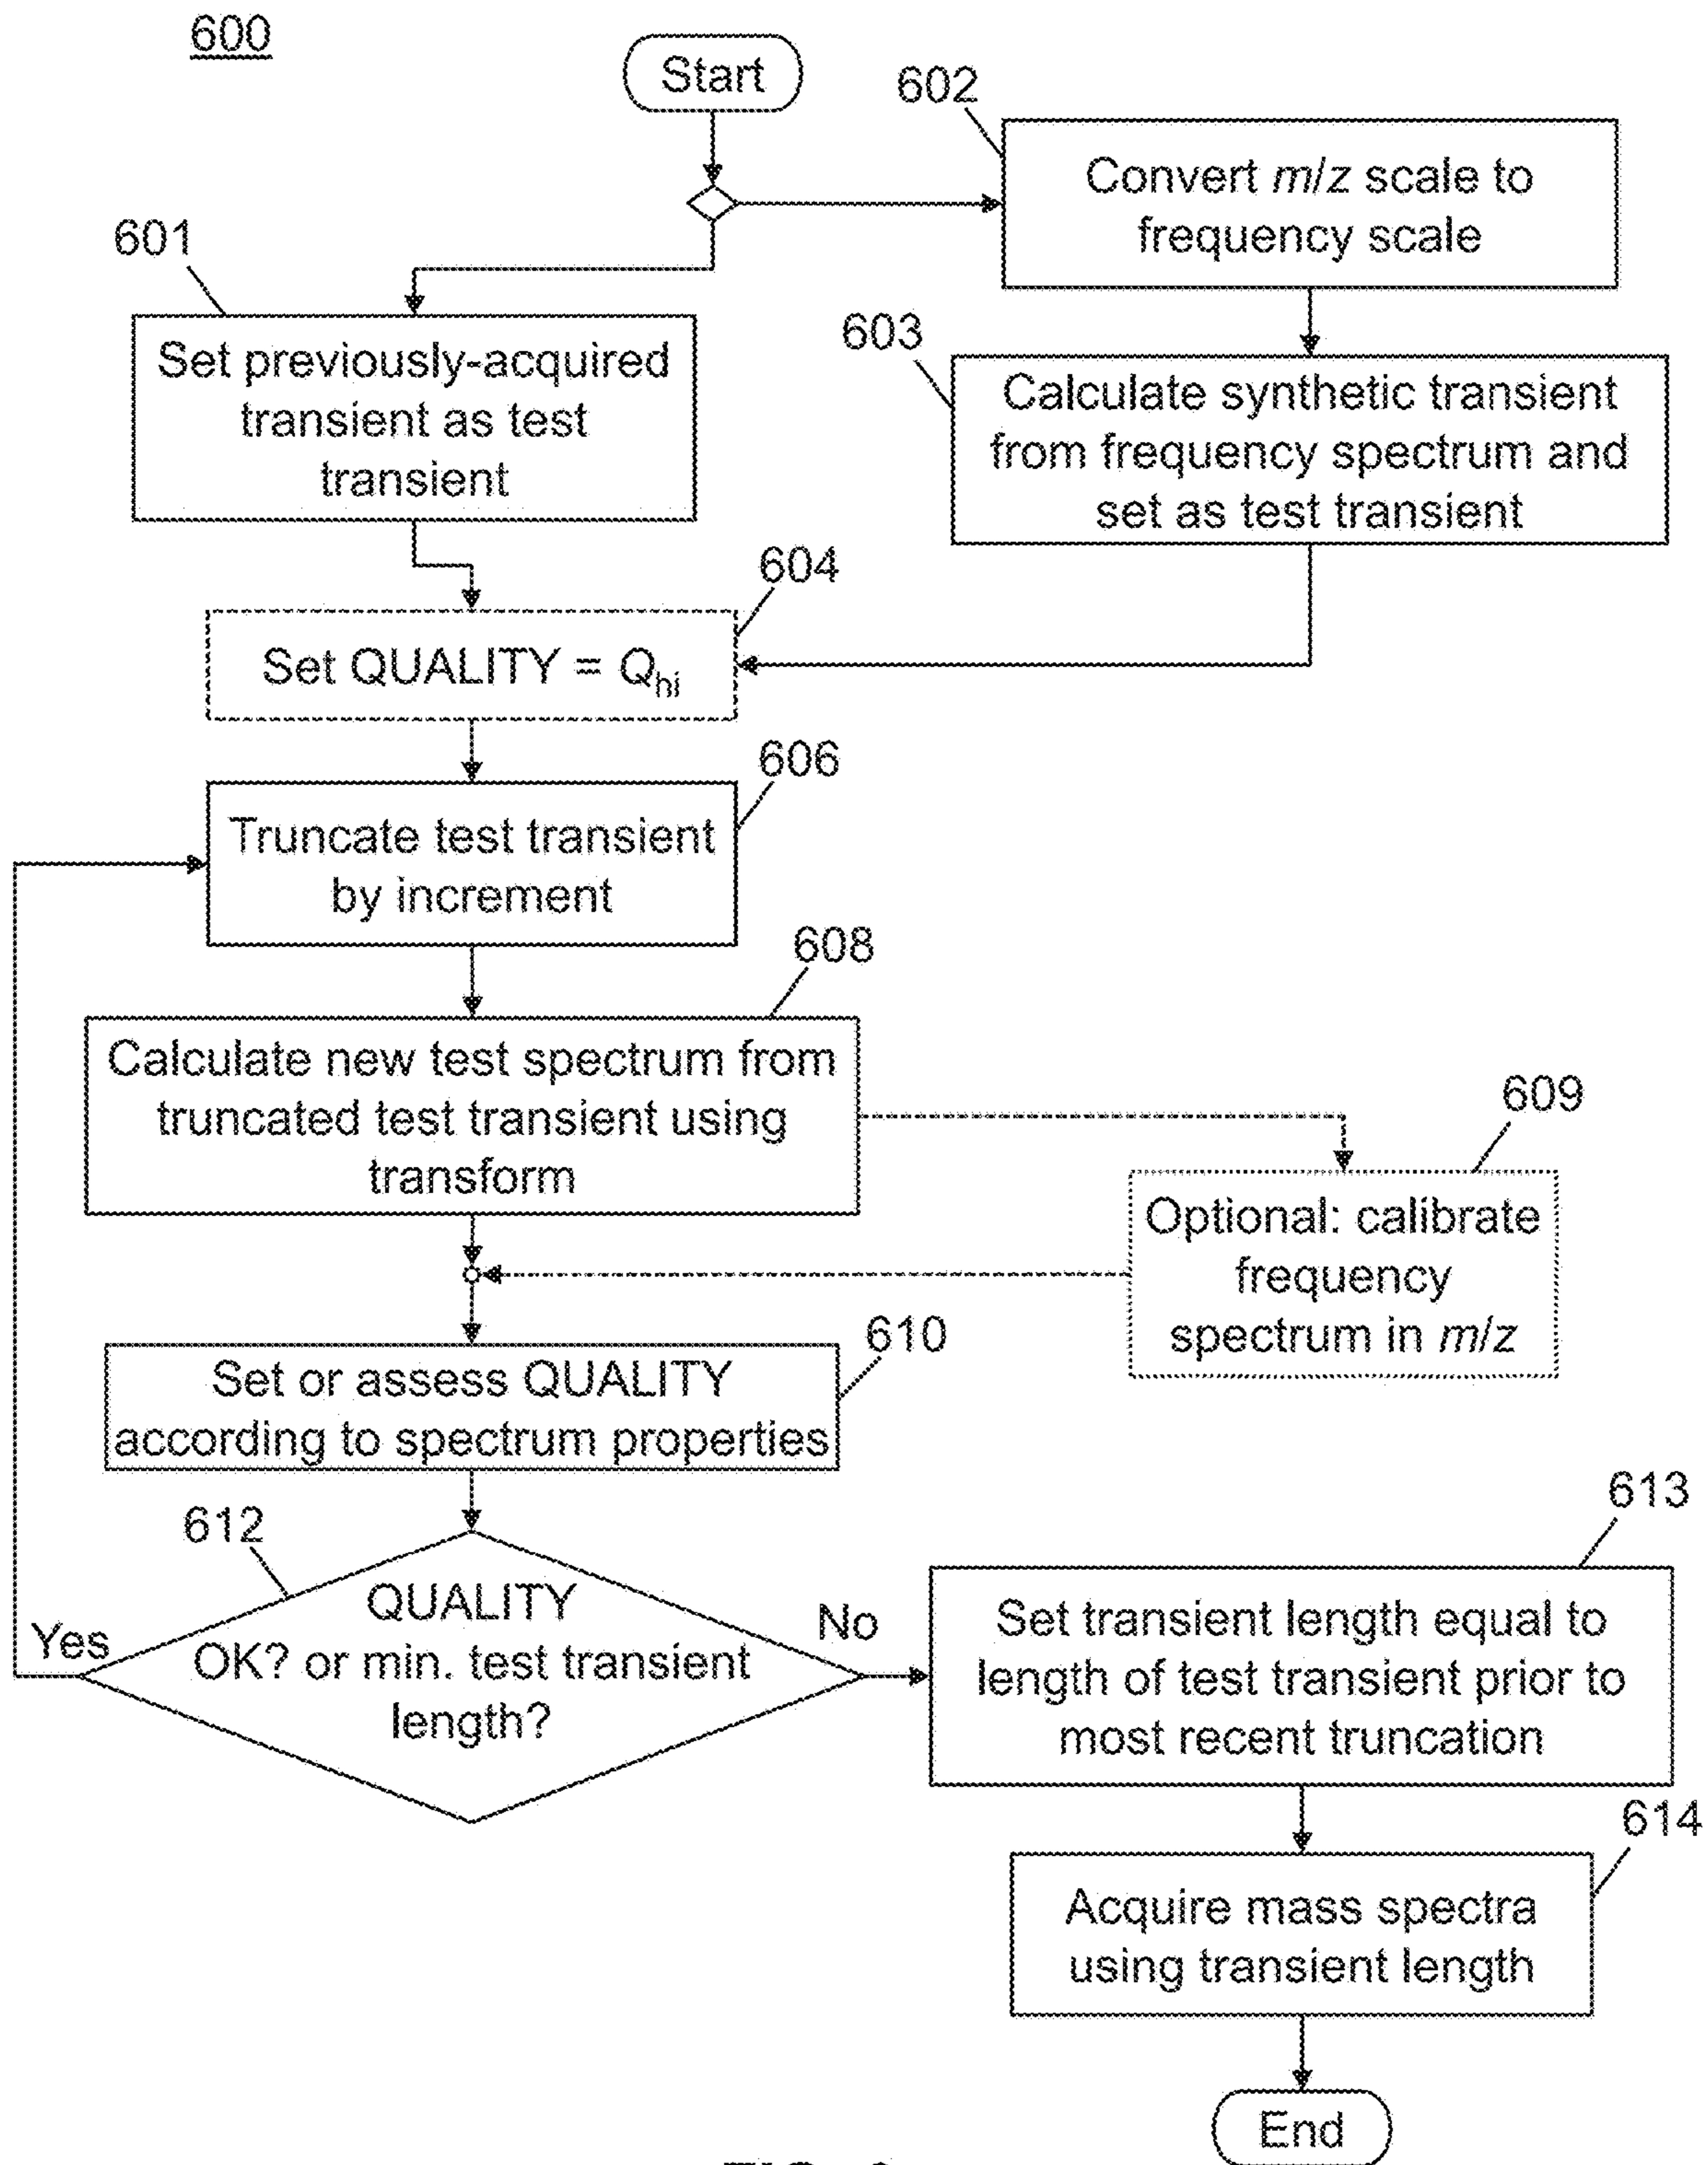 600
Start
602
Convert m/z scale to
frequency scale
601
Set previously-acquired
transient as test
transient
603
Calculate synthetic transient
from frequency spectrum and
set as test transient
604
Set QUALITY = Qhi
606
Truncate test transient
by increment
608
Calculate new test spectrum from
truncated test transient using
transform
609
Optional: calibrate
frequency
spectrum in m/z
610
Set or assess QUALITY
according to spectrum properties
612
QUALITY
OK? or min. test transient
length?
Yes
No
613
Set transient length equal to
length of test transient prior to
most recent truncation
614
Acquire mass spectra
using transient length
End